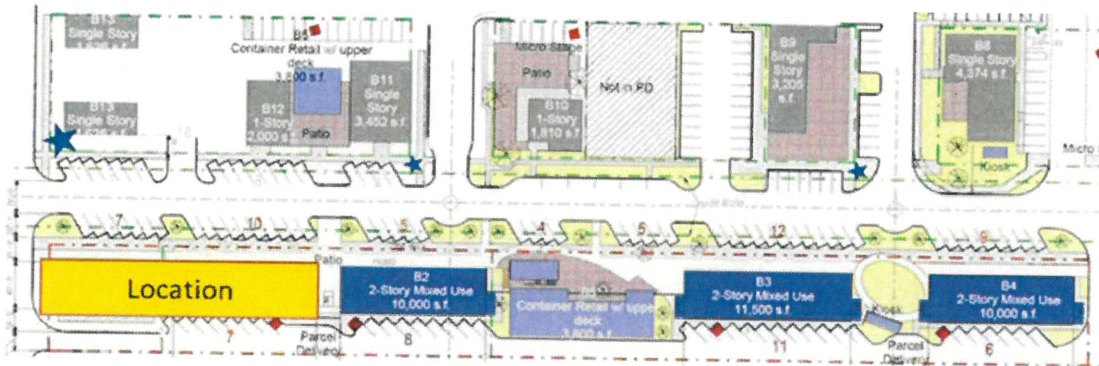 B13
Single Story
B5
Container Retail w/ upper
deck
3,800 s.f.
B11
Single
Story
3,452 s.f.
B12
1-Story
2,000 s.f.
Patio
B13
Single Story
Micro Stage
Patio
B10
1-Story
1,810 s.f.
Not in PD
B9
Single
Story
3,205
s.f.
B8
Single Story
4,374 s.f.
Kiosk
Micro
7
10
5
4
5
12
9
Patio
Location
B2
2-Story Mixed Use
10,000 s.f.
Container Retail w/ upper
deck
3,800 s.f.
B3
2-Story Mixed Use
11,500 s.f.
Kiosk
B4
2-Story Mixed Use
10,000 s.f.
7
Parcel
Delivery
8
11
Parcel
Delivery
6